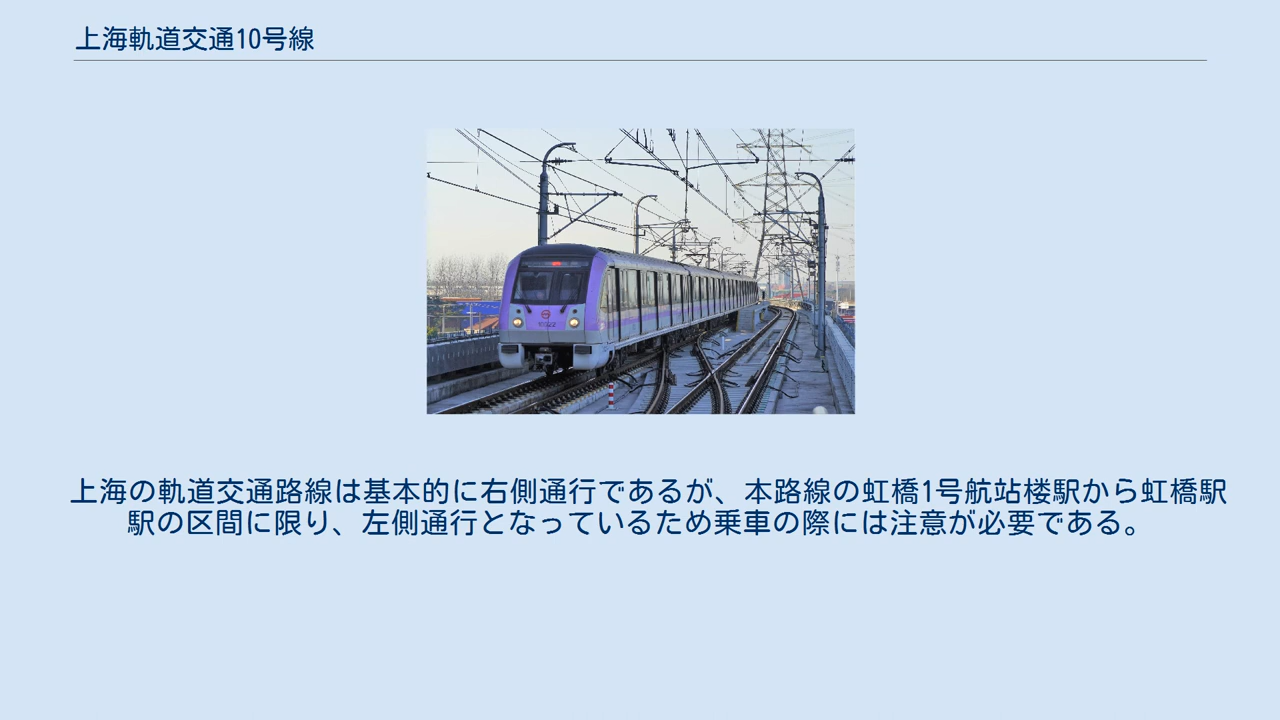 上海軌道交通10号線
上海の軌道交通路線は基本的に右側通行であるが、本路線の虹橋1号航站楼駅から虹橋駅
駅の区間に限り、左側通行となっているため乗車の際には注意が必要である。